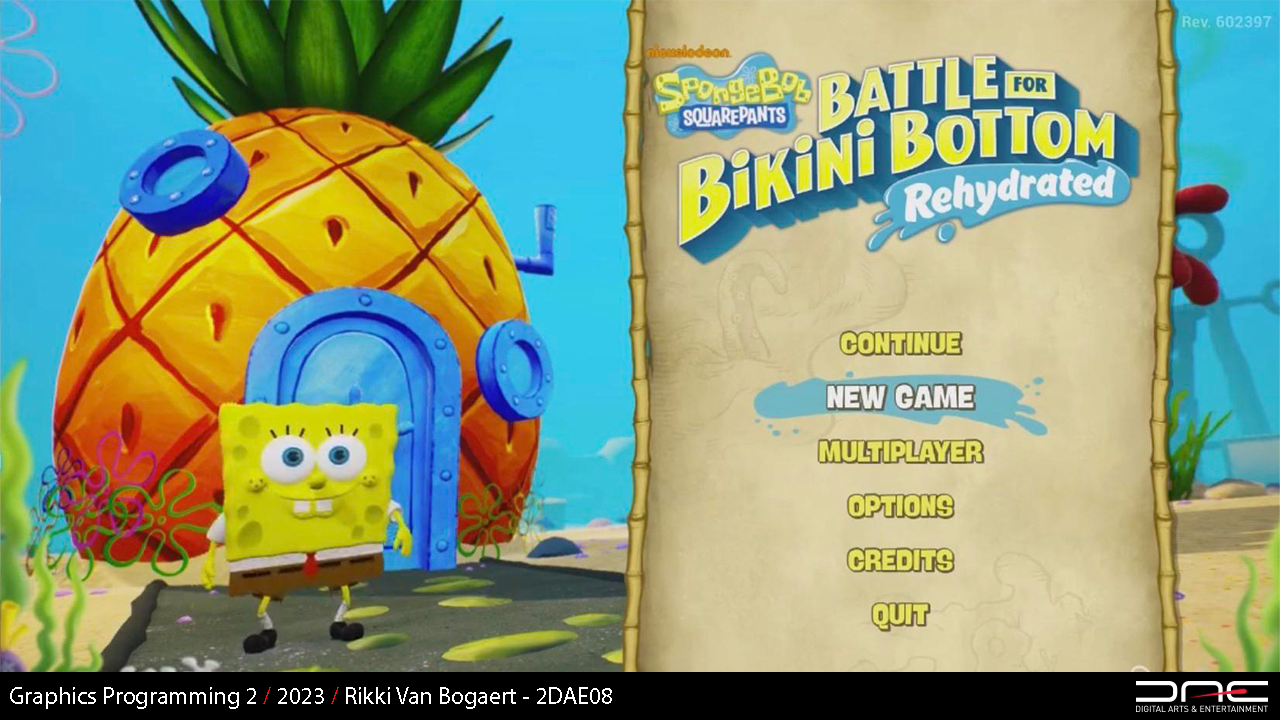 Rev. 602397
nickelodeon
SpongeBob
SQUAREPANTS
BATTLE FOR
BiKiNi BOTTOM
Rehydrated
CONTINUE
NEW GAME
MULTIPLAYER
OPTIONS
CREDITS
QUIT
Graphics Programming 2 / 2023 / Rikki Van Bogaert - 2DAE08
DAE
DIGITAL ARTS & ENTERTAINMENT